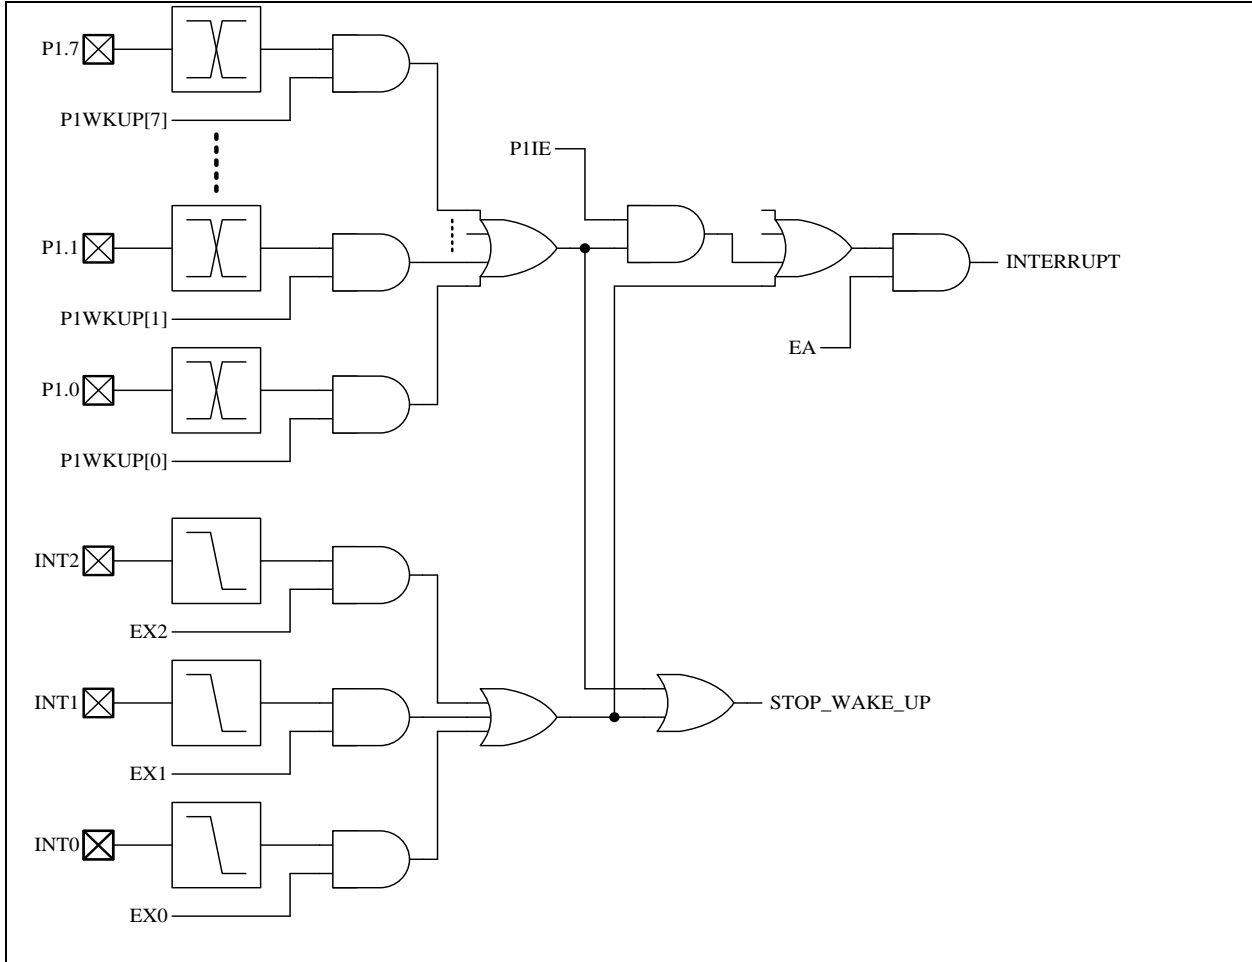 P1.7
P1WKUP[7]
P1IE
P1.1
INTERRUPT
P1WKUP[1]
EA
P1.0
P1WKUP[0]
INT2
EX2
INT1
STOP_WAKE_UP
EX1
INT0
EX0